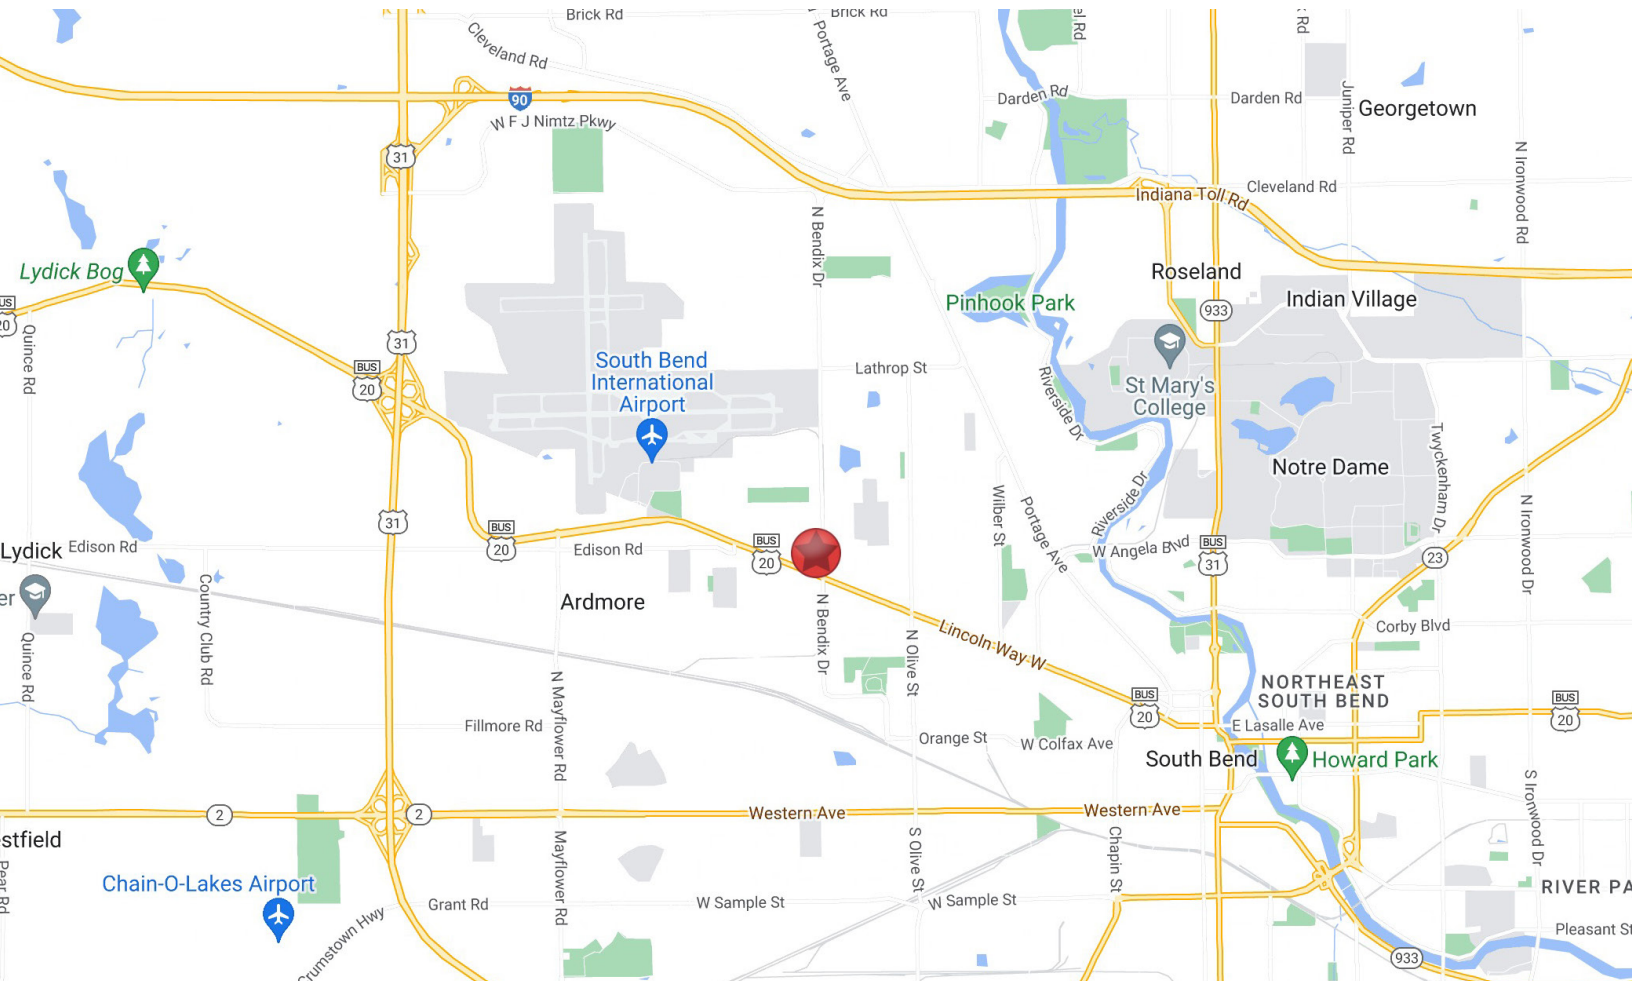 Brick Rd
Brick Rd
Cleveland Rd
Portage Ave
90
W F J Nimtz Pkwy
31
Darden Rd
Darden Rd
Juniper Rd
Georgetown
N Ironwood Rd
Cleveland Rd
Indiana Toll Rd
N Bendix Dr
Lydick Bog
Roseland
Indian Village
Pinhook Park
933
BUS
20
Quince Rd
31
South Bend
International
Airport
Lathrop St
Riverside Dr
St Mary's
College
Notre Dame
Twyckenham Dr
Wilber St
Portage Ave
Riverside Dr
N Ironwood Dr
31
BUS
20
Edison Rd
BUS
20
W Angela Blvd
BUS
31
23
Lydick
Edison Rd
Ardmore
Country Club Rd
Quince Rd
N Bendix Dr
N Olive St
Lincoln Way W
Corby Blvd
N Mayflower Rd
NORTHEAST
SOUTH BEND
BUS
20
BUS
20
Fillmore Rd
Orange St
W Colfax Ave
E Lasalle Ave
South Bend
Howard Park
S Ironwood Dr
2
2
Western Ave
Western Ave
stfield
Mayflower Rd
S Olive St
Chapin St
Pear Rd
Chain-O-Lakes Airport
Grant Rd
W Sample St
W Sample St
RIVER PA
Crumstown Hwy
Pleasant St
933